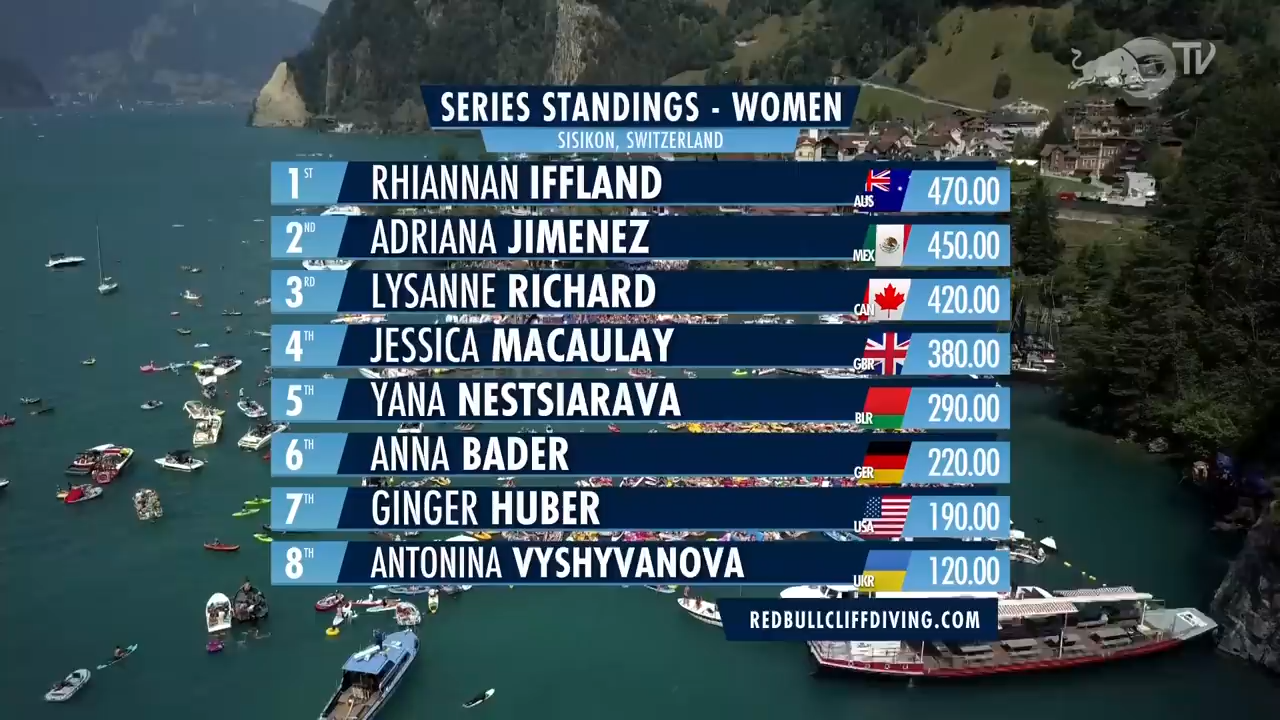 TV
SERIES STANDINGS - WOMEN
SISIKON, SWITZERLAND
1ST RHIANNAN IFFLAND AUS 470.00
2ND ADRIANA JIMENEZ MEX 450.00
3RD LYSANNE RICHARD CAN 420.00
4TH JESSICA MACAULAY GBR 380.00
5TH YANA NESTSIARAVA BLR 290.00
6TH ANNA BADER GER 220.00
7TH GINGER HUBER USA 190.00
8TH ANTONINA VYSHYVANOVA UKR 120.00
REDBULLCLIFFDIVING.COM